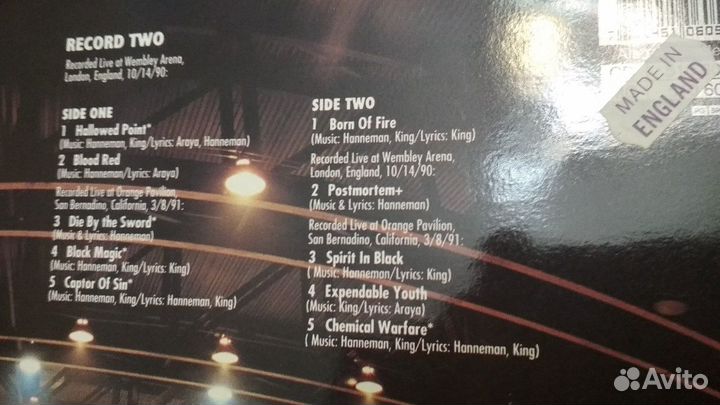 RECORD TWO
Recorded Live at Wembley Arena,
London, England, 10/14/90:
SIDE ONE
1 Hallowed Point*
(Music: Hanneman, King/Lyrics: Araya, Hanneman)
2 Blood Red
(Music: Hanneman/Lyrics: Araya)
Recorded Live at Orange Pavilion,
San Bernadino, California, 3/8/91:
3 Die By the Sword*
(Music & Lyrics: Hanneman)
4 Black Magic*
(Music: Hanneman, King/Lyrics: King)
5 Captor Of Sin*
(Music: Hanneman, King/Lyrics: Hanneman, King)
SIDE TWO
1 Born Of Fire
(Music: Hanneman, King/Lyrics: King)
Recorded Live at Wembley Arena,
London, England, 10/14/90:
2 Postmortem+
(Music & Lyrics: Hanneman)
Recorded Live at Orange Pavilion,
San Bernadino, California, 3/8/91:
3 Spirit In Black
(Music: Hanneman/Lyrics: King)
4 Expendable Youth
(Music: King/Lyrics: Araya)
5 Chemical Warfare*
( Music: Hanneman, King/Lyrics: Hanneman, King)
MADE IN
ENGLAND
Avito